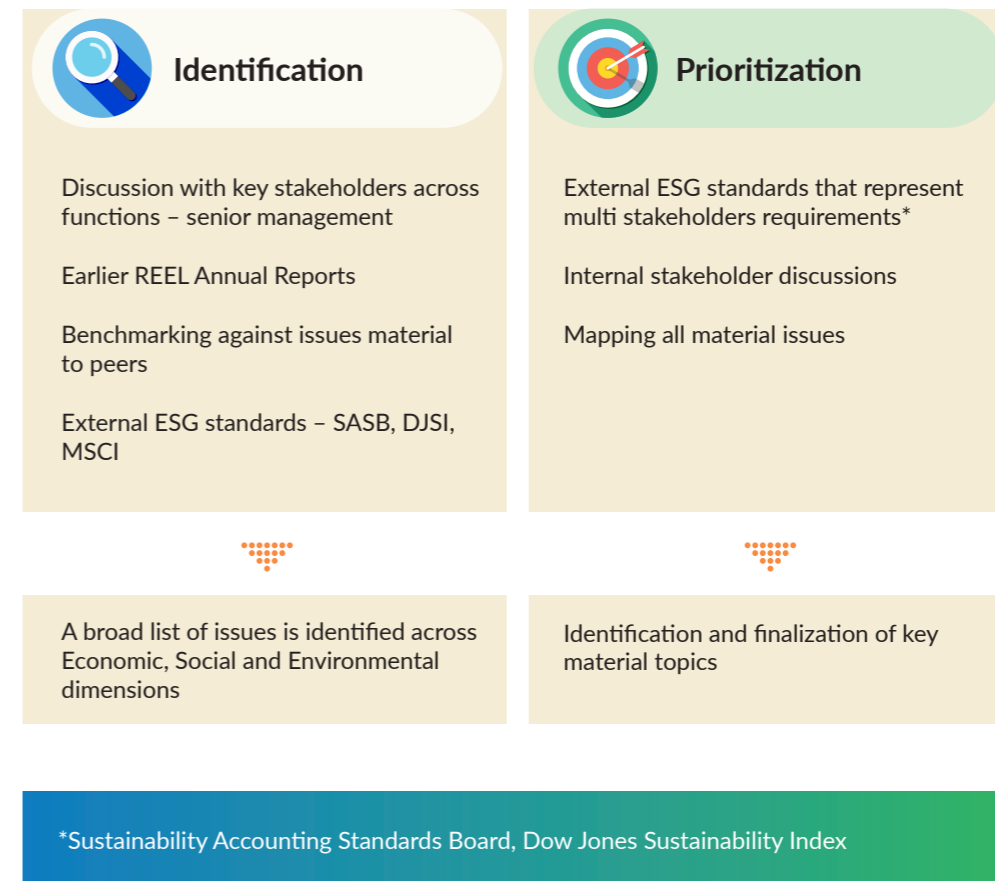 Identification
Discussion with key stakeholders across
functions – senior management
Earlier REEL Annual Reports
Benchmarking against issues material
to peers
External ESG standards – SASB, DJSI,
MSCI
A broad list of issues is identified across
Economic, Social and Environmental
dimensions
Prioritization
External ESG standards that represent
multi stakeholders requirements*
Internal stakeholder discussions
Mapping all material issues
Identification and finalization of key
material topics
*Sustainability Accounting Standards Board, Dow Jones Sustainability Index